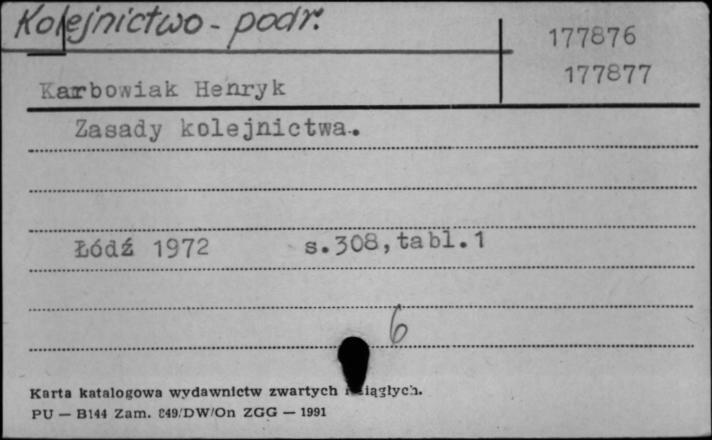 Kolejnictwo - podr.
177876
177877
Karbowiak Henryk
Zasady kolejnictwa.
Łódź 1972 s.308,tabl.1
6
Karta katalogowa wydawnictw zwartych i ciągłych.
PU — B144 Zam. 849/DW/On ZGG — 1991